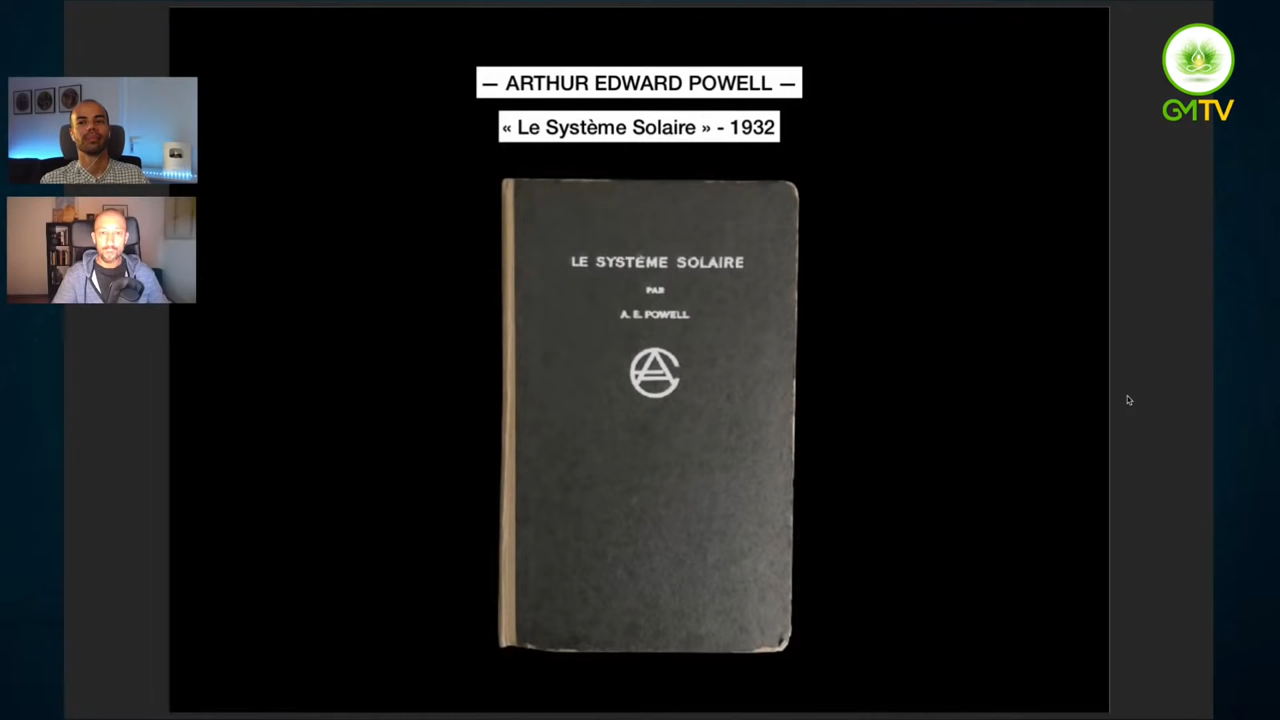 — ARTHUR EDWARD POWELL —
« Le Système Solaire » - 1932
LE SYSTÈME SOLAIRE
PAR
A. E. POWELL
GMTV